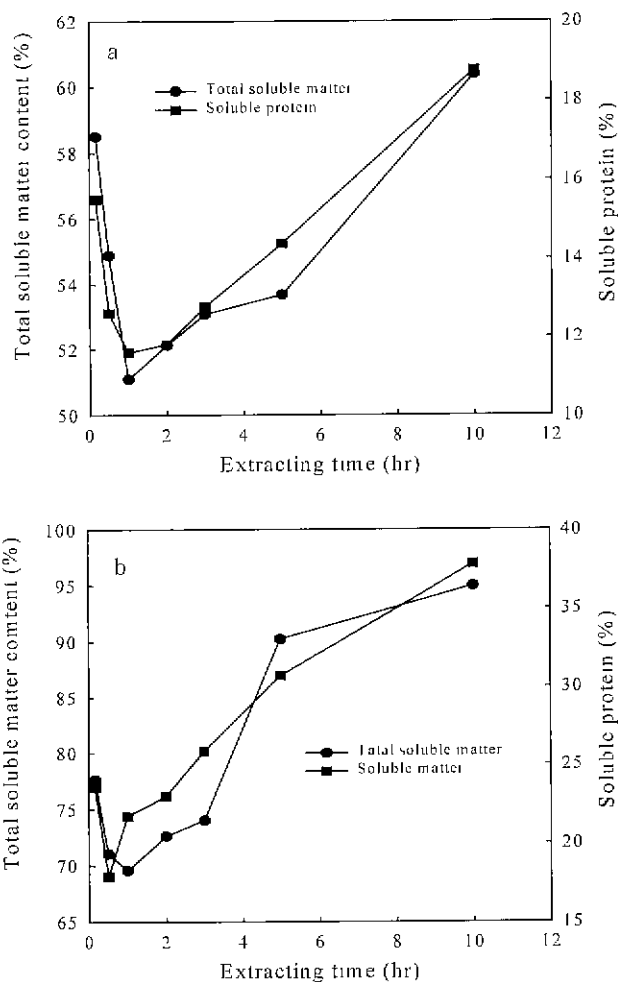 62
60
58
56
54
52
50
Total soluble matter content (%)
a
Total soluble matter
Soluble protein
20
18
16
14
12
10
Soluble protein (%)
0 2 4 6 8 10 12
Extracting time (hr)
100
95
90
85
80
75
70
65
Total soluble matter comtent (%)
b
Tatal soluble matter
Soluble matter
40
35
30
25
20
15
Soluble protein (%)
0 2 4 6 8 10 12
Extracting time (hr)